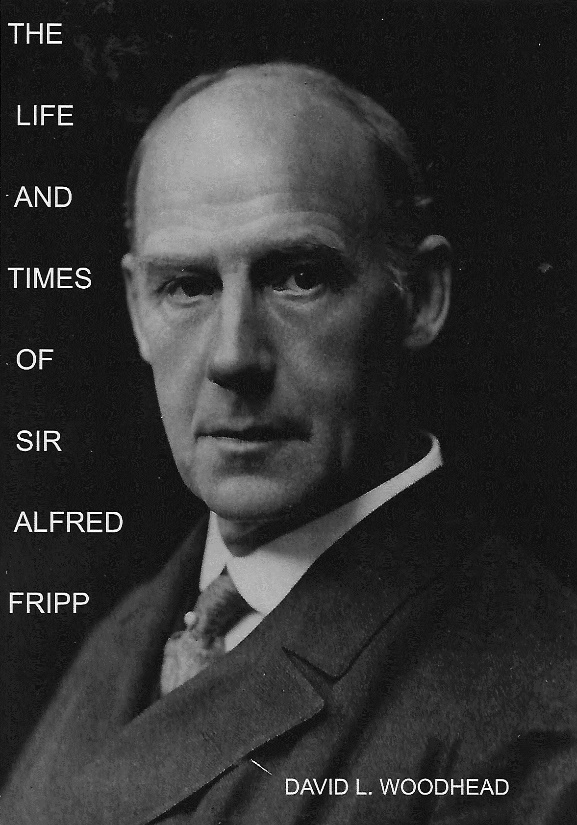 THE
LIFE
AND
TIMES
OF
SIR
ALFRED
FRIPP
DAVID L. WOODHEAD